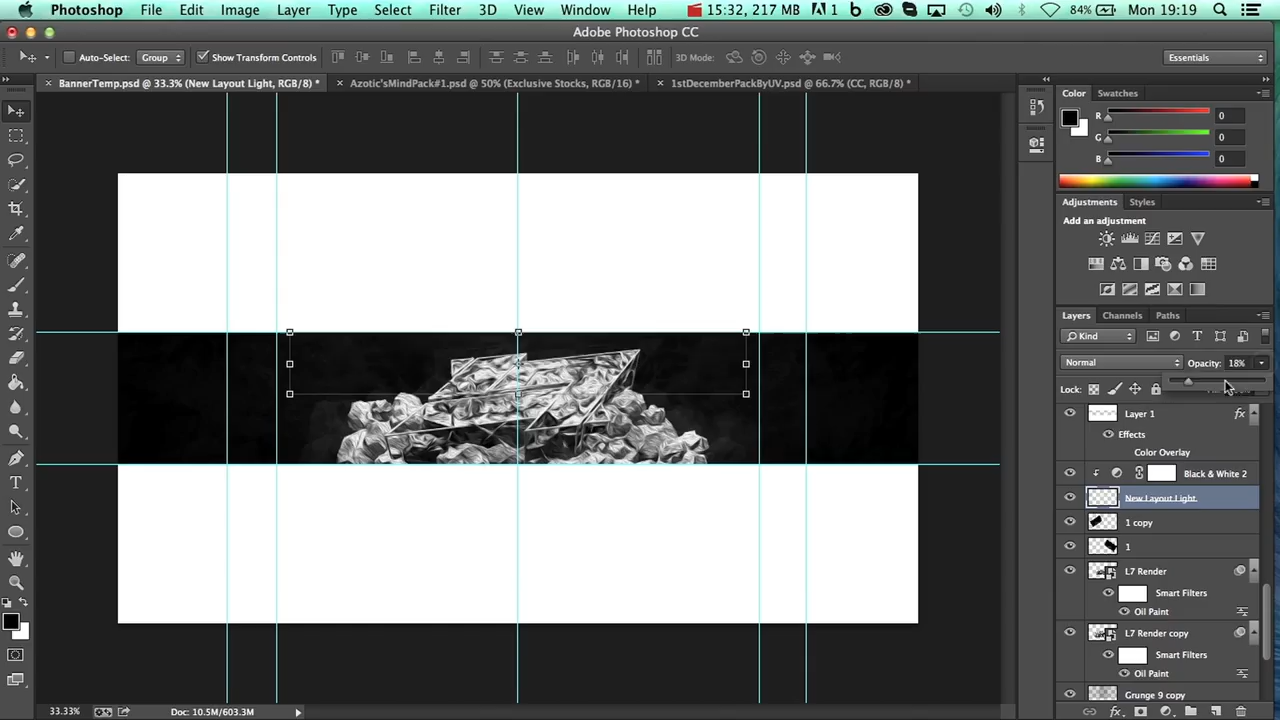 Photoshop File Edit Image Layer Type Select Filter 3D View Window Help 15:32, 217 MB 1 84% Mon 19:19
Adobe Photoshop CC
Auto-Select: Group Show Transform Controls 3D Mode: Essentials
BannerTemp.psd @ 33.3% (New Layout Light, RGB/8) * Azotic'sMindPack#1.psd @ 50% (Exclusive Stocks, RGB/16) * 1stDecemberPackByUV.psd @ 66.7% (CC, RGB/8) *
Color Swatches
R 0
G 0
B 0
Adjustments Styles
Add an adjustment
Layers Channels Paths
Kind
Normal Opacity: 18%
Lock:
Layer 1 fx
Effects
Color Overlay
Black & White 2
New Layout Light
1 copy
1
L7 Render
Smart Filters
Oil Paint
L7 Render copy
Smart Filters
Oil Paint
Grunge 9 copy
33.33% Doc: 10.5M/603.3M fx